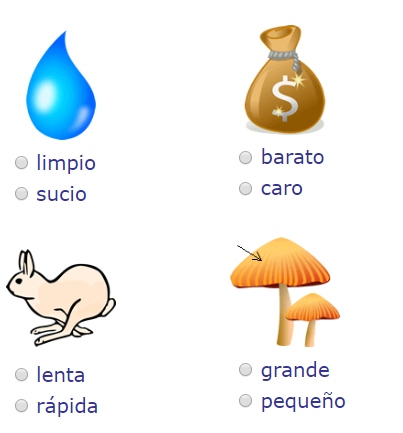 $
limpio
sucio
barato
caro
lenta
rápida
grande
pequeño